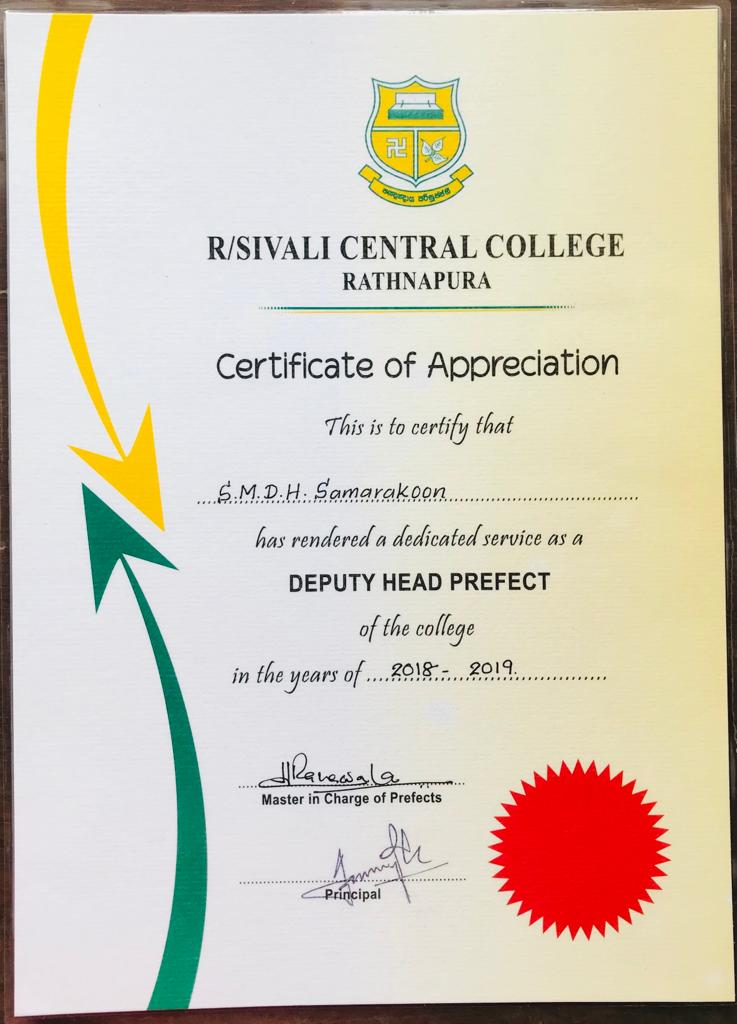 R/SIVALI CENTRAL COLLEGE
RATHNAPURA
Certificate of Appreciation
This is to certify that
S.M.D.H. Samarakoon
has rendered a dedicated service as a
DEPUTY HEAD PREFECT
of the college
in the years of 2018 - 2019.
HRanawala
Master in Charge of Prefects
Principal